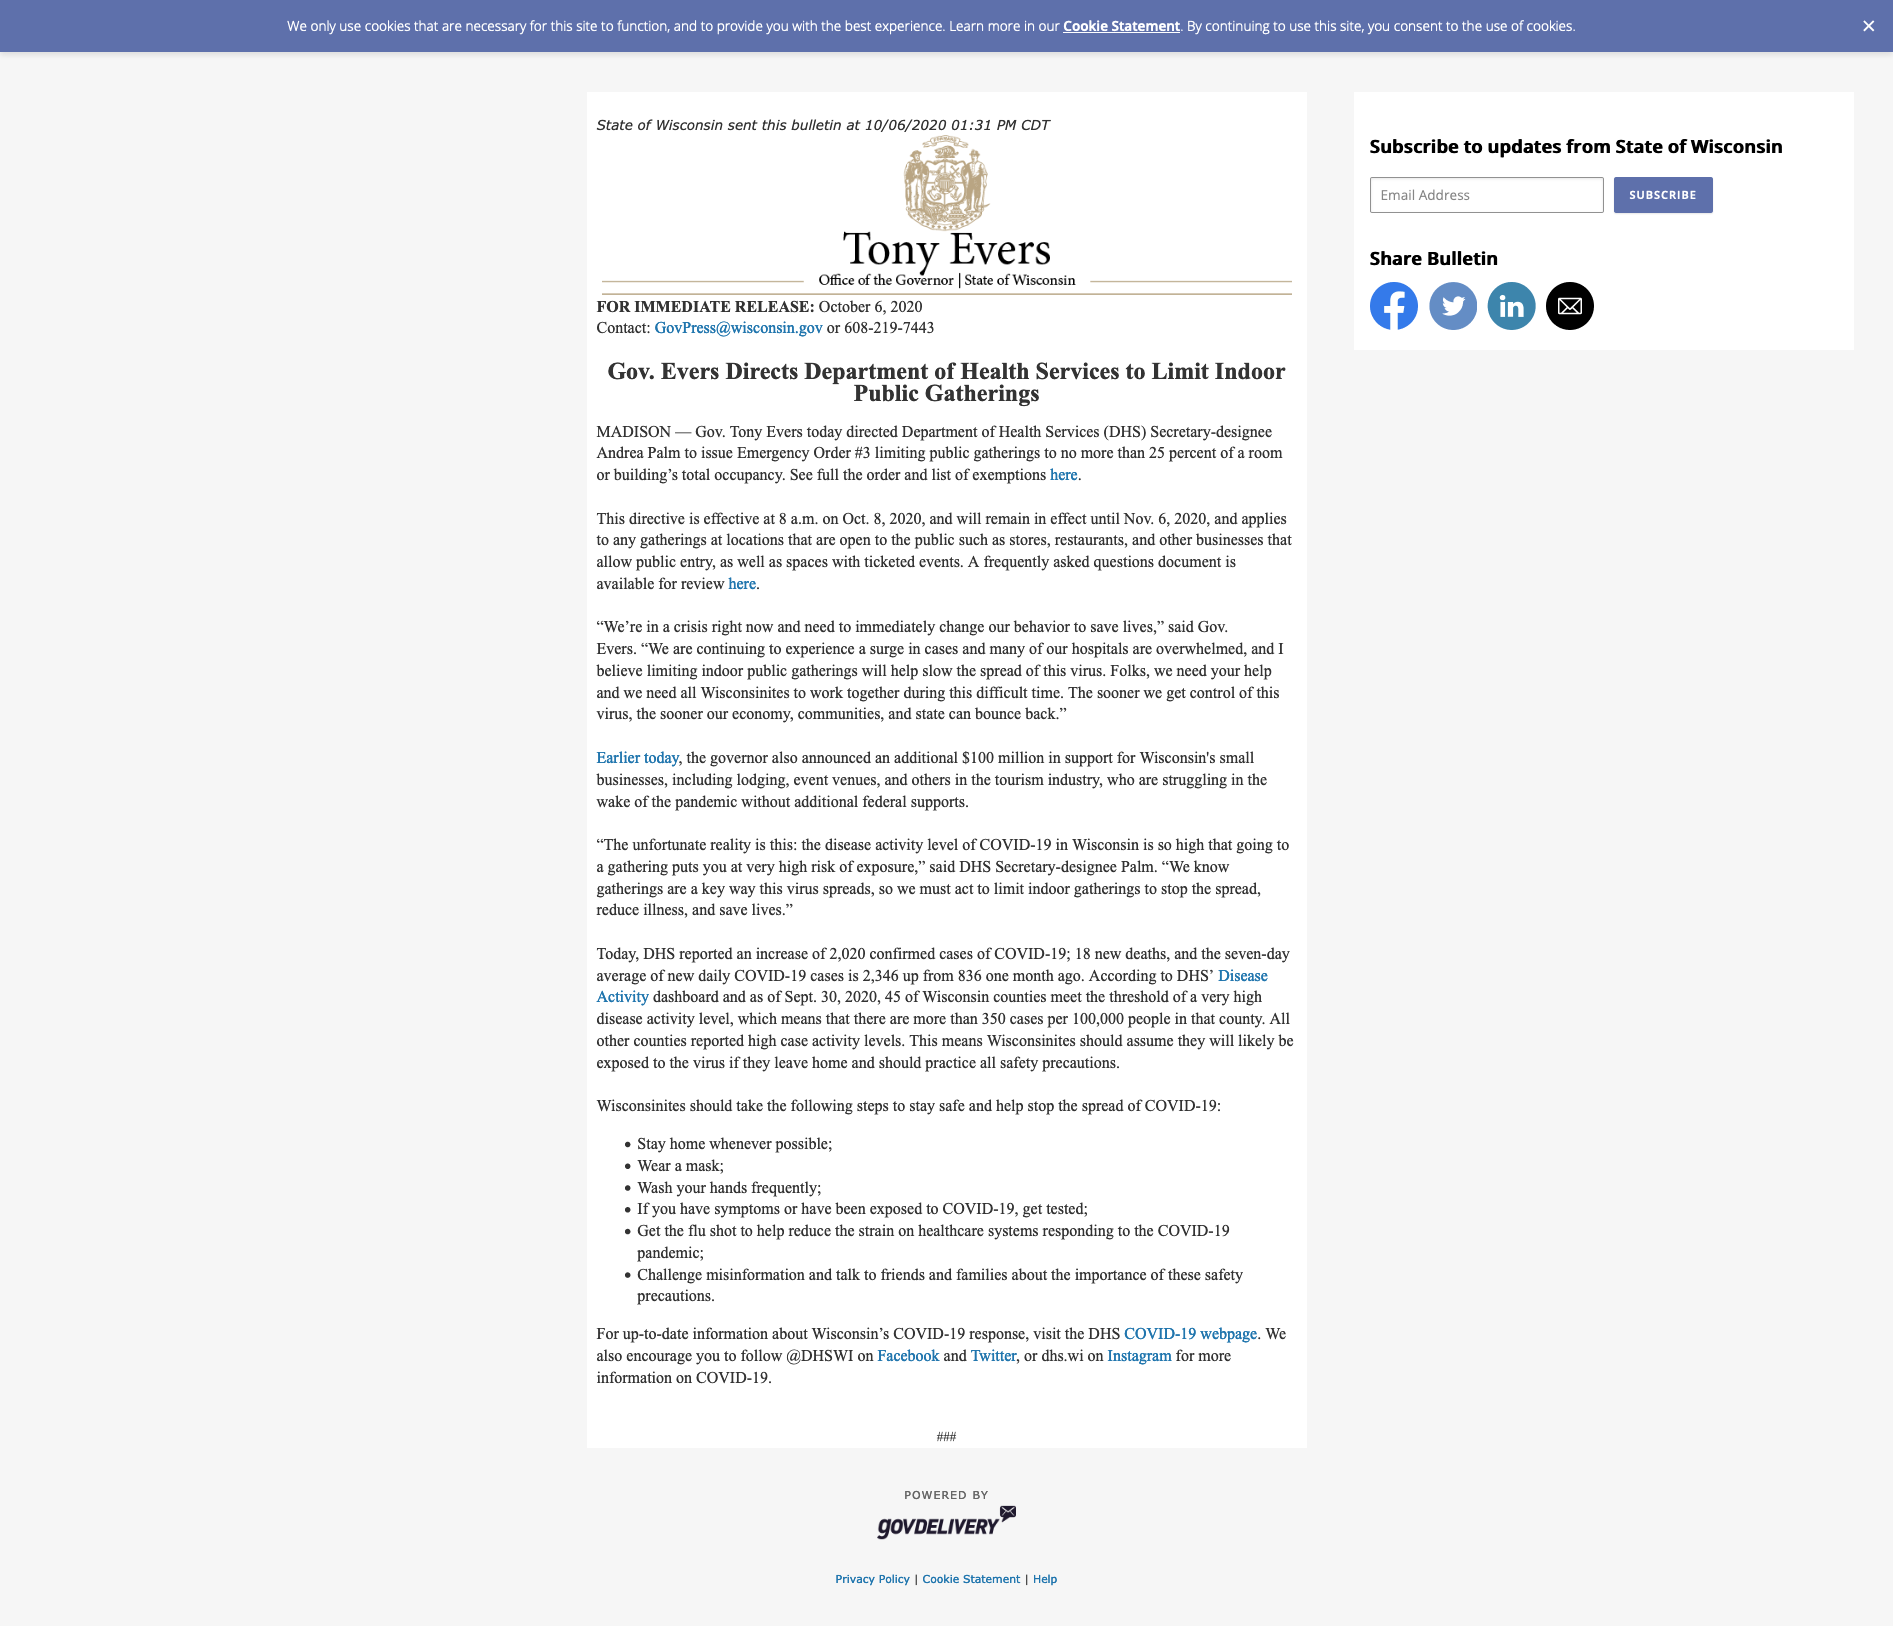 We only use cookies that are necessary for this site to function, and to provide you with the best experience. Learn more in our Cookie Statement. By continuing to use this site, you consent to the use of cookies.
State of Wisconsin sent this bulletin at 10/06/2020 01:31 PM CDT
Tony Evers
Office of the Governor | State of Wisconsin
FOR IMMEDIATE RELEASE: October 6, 2020
Contact: GovPress@wisconsin.gov or 608-219-7443
Gov. Evers Directs Department of Health Services to Limit Indoor
Public Gatherings
MADISON — Gov. Tony Evers today directed Department of Health Services (DHS) Secretary-designee
Andrea Palm to issue Emergency Order #3 limiting public gatherings to no more than 25 percent of a room
or building’s total occupancy. See full the order and list of exemptions here.
This directive is effective at 8 a.m. on Oct. 8, 2020, and will remain in effect until Nov. 6, 2020, and applies
to any gatherings at locations that are open to the public such as stores, restaurants, and other businesses that
allow public entry, as well as spaces with ticketed events. A frequently asked questions document is
available for review here.
“We’re in a crisis right now and need to immediately change our behavior to save lives,” said Gov.
Evers. “We are continuing to experience a surge in cases and many of our hospitals are overwhelmed, and I
believe limiting indoor public gatherings will help slow the spread of this virus. Folks, we need your help
and we need all Wisconsinites to work together during this difficult time. The sooner we get control of this
virus, the sooner our economy, communities, and state can bounce back.”
Earlier today, the governor also announced an additional $100 million in support for Wisconsin's small
businesses, including lodging, event venues, and others in the tourism industry, who are struggling in the
wake of the pandemic without additional federal supports.
“The unfortunate reality is this: the disease activity level of COVID-19 in Wisconsin is so high that going to
a gathering puts you at very high risk of exposure,” said DHS Secretary-designee Palm. “We know
gatherings are a key way this virus spreads, so we must act to limit indoor gatherings to stop the spread,
reduce illness, and save lives.”
Today, DHS reported an increase of 2,020 confirmed cases of COVID-19; 18 new deaths, and the seven-day
average of new daily COVID-19 cases is 2,346 up from 836 one month ago. According to DHS’ Disease
Activity dashboard and as of Sept. 30, 2020, 45 of Wisconsin counties meet the threshold of a very high
disease activity level, which means that there are more than 350 cases per 100,000 people in that county. All
other counties reported high case activity levels. This means Wisconsinites should assume they will likely be
exposed to the virus if they leave home and should practice all safety precautions.
Wisconsinites should take the following steps to stay safe and help stop the spread of COVID-19:
• Stay home whenever possible;
• Wear a mask;
• Wash your hands frequently;
• If you have symptoms or have been exposed to COVID-19, get tested;
• Get the flu shot to help reduce the strain on healthcare systems responding to the COVID-19
pandemic;
• Challenge misinformation and talk to friends and families about the importance of these safety
precautions.
For up-to-date information about Wisconsin’s COVID-19 response, visit the DHS COVID-19 webpage. We
also encourage you to follow @DHSWI on Facebook and Twitter, or dhs.wi on Instagram for more
information on COVID-19.
###
Subscribe to updates from State of Wisconsin
Email Address
SUBSCRIBE
Share Bulletin
POWERED BY
GOVDELIVERY
Privacy Policy | Cookie Statement | Help